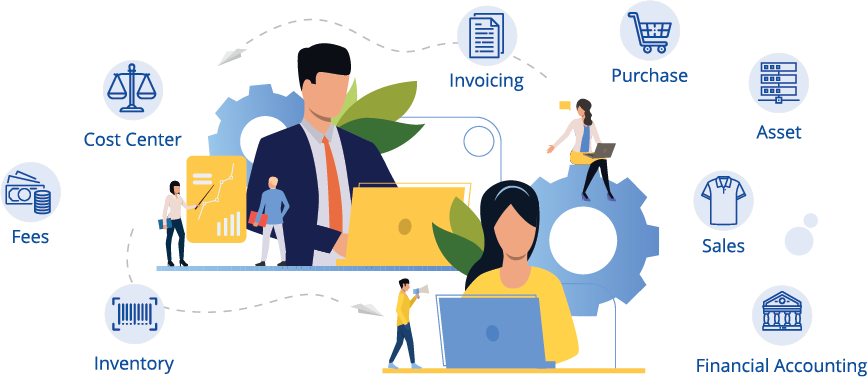 Invoicing
Purchase
Cost Center
Asset
Fees
Sales
Inventory
Financial Accounting